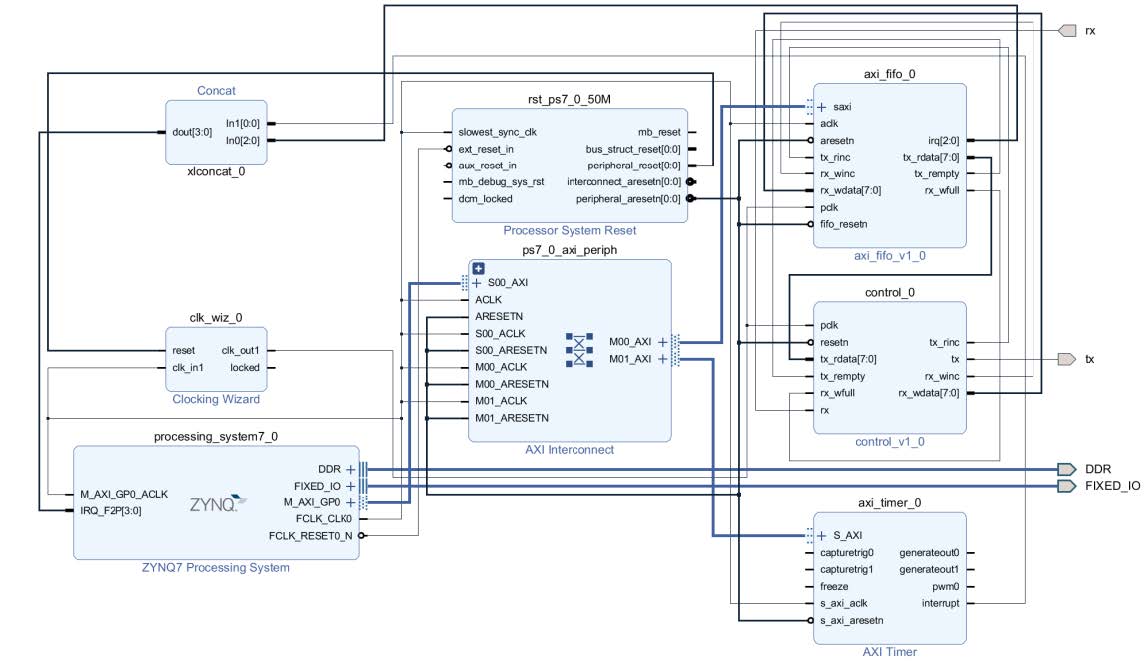 rx
Concat
dout[3:0]
In1[0:0]
In0[2:0]
xlconcat_0
rst_ps7_0_50M
slowest_sync_clk
ext_reset_in
aux_reset_in
mb_debug_sys_rst
dcm_locked
mb_reset
bus_struct_reset[0:0]
peripheral_reset[0:0]
interconnect_aresetn[0:0]
peripheral_aresetn[0:0]
Processor System Reset
axi_fifo_0
saxi
aclk
aresetn
tx_rinc
rx_winc
rx_wdata[7:0]
pclk
fifo_resetn
irq[2:0]
tx_rdata[7:0]
tx_rempty
rx_wfull
axi_fifo_v1_0
ps7_0_axi_periph
S00_AXI
ACLK
ARESETN
S00_ACLK
S00_ARESETN
M00_ACLK
M00_ARESETN
M01_ACLK
M01_ARESETN
M00_AXI
M01_AXI
AXI Interconnect
clk_wiz_0
reset
clk_in1
clk_out1
locked
Clocking Wizard
control_0
pclk
resetn
tx_rdata[7:0]
tx_rempty
rx_wfull
rx
tx_rinc
tx
rx_winc
rx_wdata[7:0]
control_v1_0
tx
processing_system7_0
M_AXI_GP0_ACLK
IRQ_F2P[3:0]
ZYNQ
DDR
FIXED_IO
M_AXI_GP0
FCLK_CLK0
FCLK_RESET0_N
ZYNQ7 Processing System
DDR
FIXED_IO
axi_timer_0
S_AXI
capturetrig0
capturetrig1
freeze
s_axi_aclk
s_axi_aresetn
generateout0
generateout1
pwm0
interrupt
AXI Timer